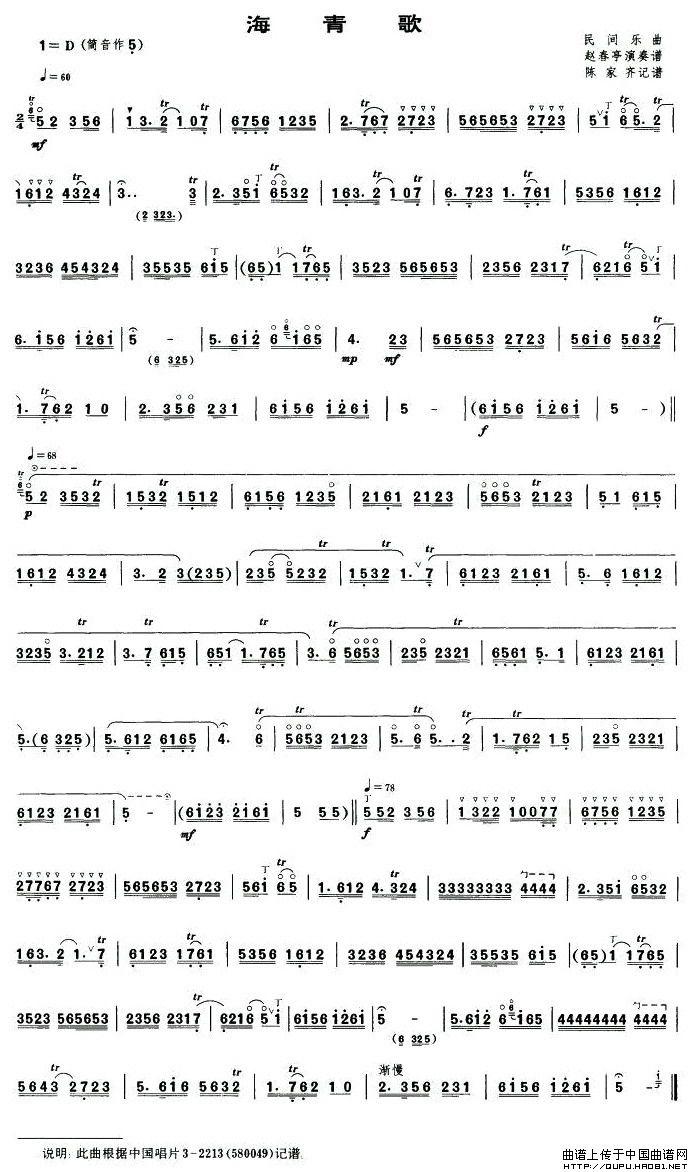 海青歌
1=D (筒音作5)
民间乐曲
赵春亭演奏谱
陈家齐记谱
♩=60
2/4 52 356 | 13.2 107 | 6756 1235 | 2.767 2723 | 565653 2723 | 51 65.2
mf
1612 4324 | 3.. 3 | 2.351 6532 | 163.2 107 | 6.723 1.761 | 5356 1612
(2 323.)
3236 454324 | 35535 615 | (65)1 1765 | 3523 565653 | 2356 2317 | 6216 51
6.156 1261 | 5 - | 5.612 6 6165 | 4. 23 | 565653 2723 | 5616 5632
(6 325)
mp mf
1.762 10 | 2.356 231 | 6156 1261 | 5 - | (6156 1261 | 5 -) ||
f
♩=68
52 3532 | 1532 1512 | 6156 1235 | 2161 2123 | 5653 2123 | 51 615
p
1612 4324 | 3.2 3(235) | 235 5232 | 1532 1.7 | 6123 2161 | 5.6 1612
3235 3.212 | 3.7 615 | 651 1.765 | 3.6 5653 | 235 2321 | 6561 5.1 | 6123 2161
5.(6 325) | 5.612 6165 | 4. 6 | 5653 2123 | 5.6 5..2 | 1.762 15 | 235 2321
♩=78
6123 2161 | 5 - | (6123 2161 | 5 55) || 552 356 | 1322 10077 | 6756 1235
mf f
27767 2723 | 565653 2723 | 561 65 | 1.612 4.324 | 33333333 4444 | 2.351 6532
163.2 1.7 | 6123 1761 | 5356 1612 | 3236 454324 | 35535 615 | (65)1 1765
3523 565653 | 2356 2317 | 6216 51 | 6156 1261 | 5 - | 5.612 6 6165 | 44444444 4444
(6 325)
渐慢
5643 2723 | 5.616 5632 | 1.762 10 | 2.356 231 | 6156 1261 | 5 - ||
说明: 此曲根据中国唱片3-2213(580049)记谱.
曲谱上传于中国曲谱网
HTTP://WWW.QUPU.HAO81.NET